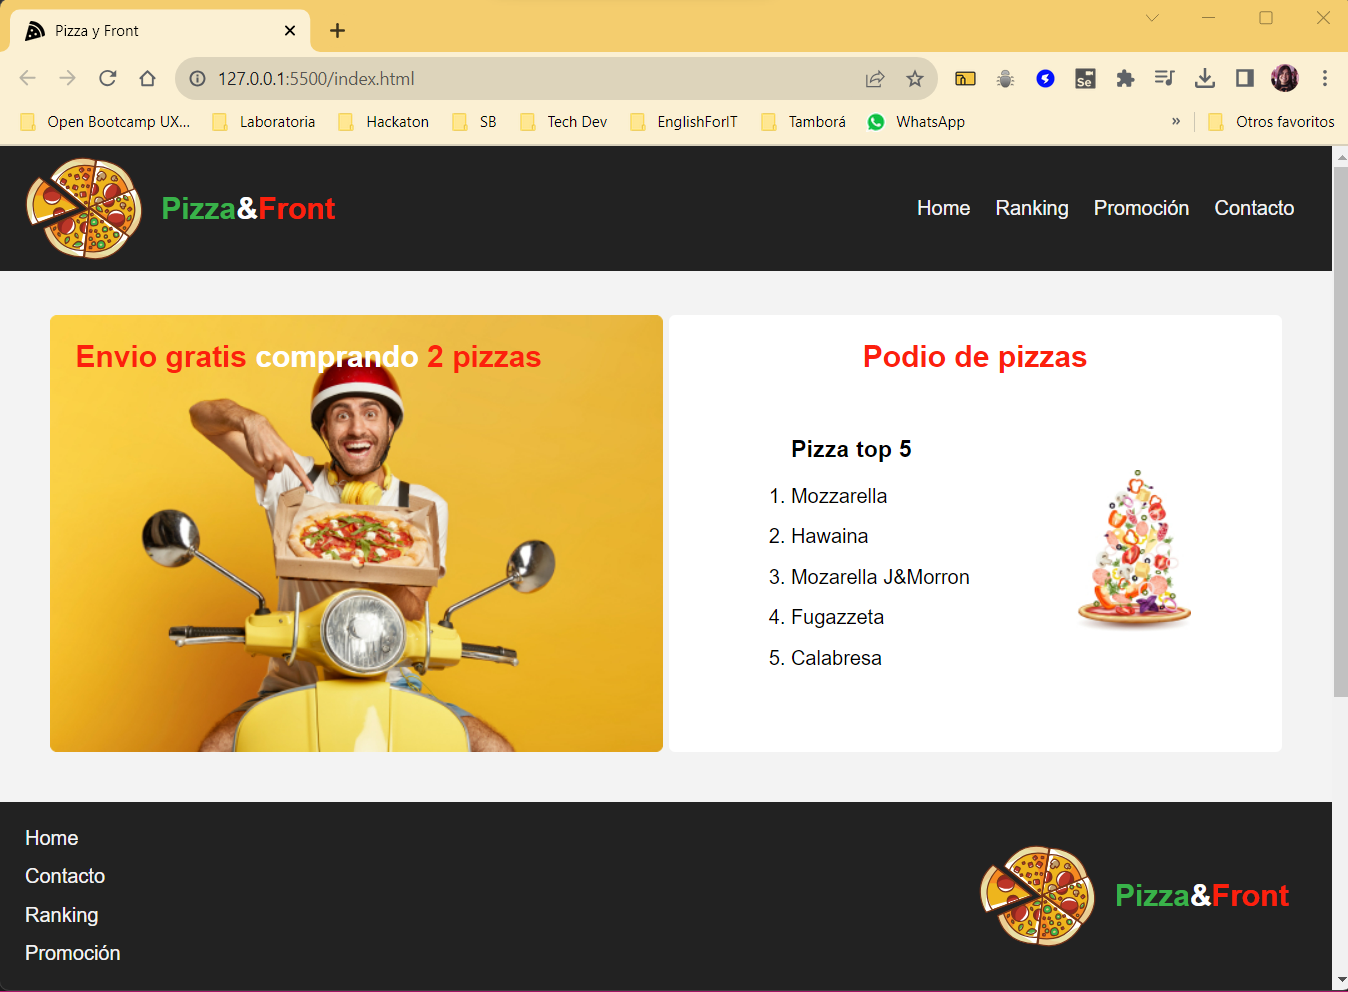 Pizza y Front
127.0.0.1:5500/index.html
Se
Open Bootcamp UX... Laboratoria Hackaton SB Tech Dev EnglishForIT Tamborá WhatsApp » Otros favoritos
Pizza&Front
Home Ranking Promoción Contacto
Envio gratis comprando 2 pizzas
Podio de pizzas
Pizza top 5
1. Mozzarella
2. Hawaina
3. Mozarella J&Morron
4. Fugazzeta
5. Calabresa
Home
Contacto
Ranking
Promoción
Pizza&Front